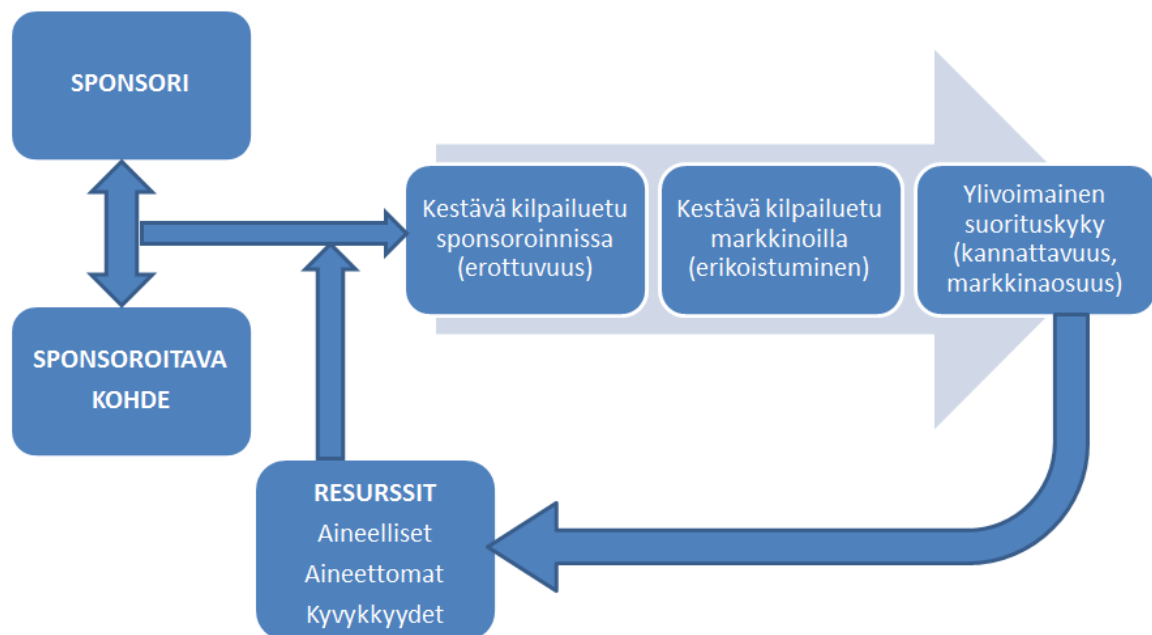 SPONSORI
SPONSOROITAVA
KOHDE
Kestävä kilpailuetu
sponsoroinnissa
(erottuvuus)
Kestävä kilpailuetu
markkinoilla
(erikoistuminen)
Ylivoimainen
suorituskyky
(kannattavuus,
markkinaosuus)
RESURSSIT
Aineelliset
Aineettomat
Kyvykkyydet